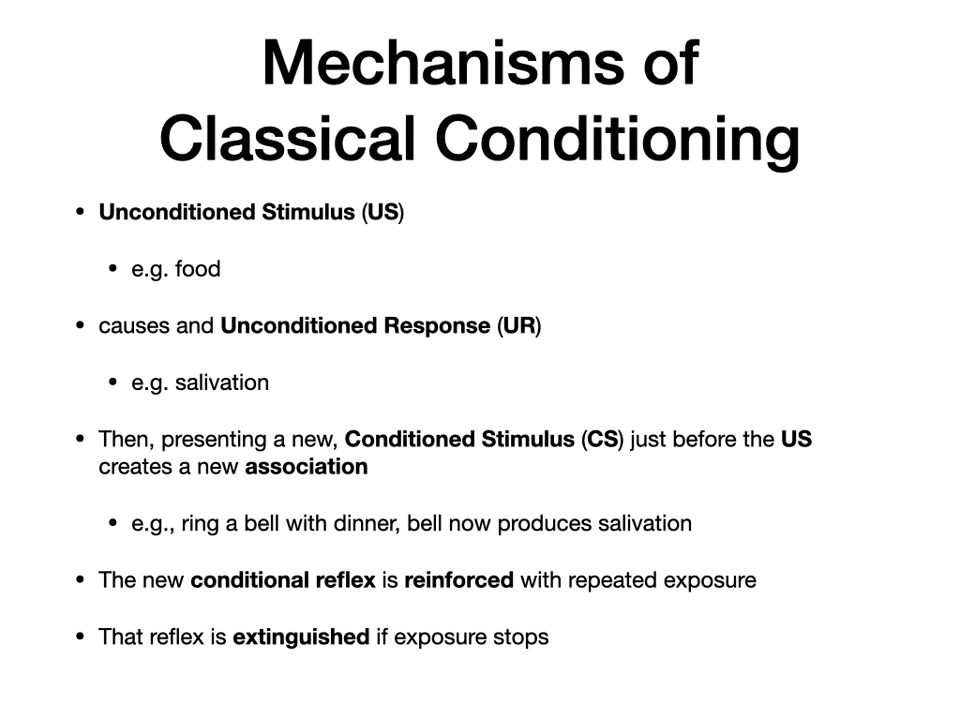 Mechanisms of
Classical Conditioning
• Unconditioned Stimulus (US)
• e.g. food
• causes and Unconditioned Response (UR)
• e.g. salivation
• Then, presenting a new, Conditioned Stimulus (CS) just before the US
creates a new association
• e.g., ring a bell with dinner, bell now produces salivation
• The new conditional reflex is reinforced with repeated exposure
• That reflex is extinguished if exposure stops